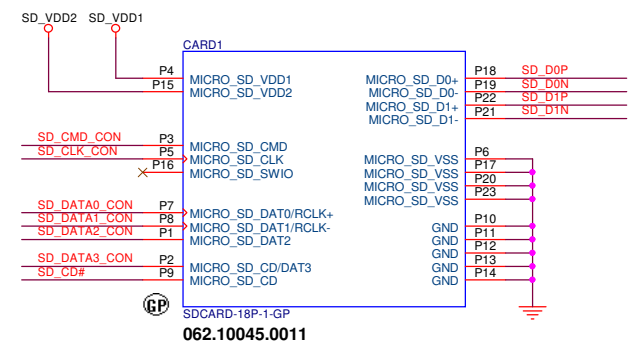 SD_VDD2 SD_VDD1
CARD1
P4 MICRO_SD_VDD1
P15 MICRO_SD_VDD2
SD_CMD_CON P3 MICRO_SD_CMD
SD_CLK_CON P5 MICRO_SD_CLK
P16 MICRO_SD_SWIO
SD_DATA0_CON P7 MICRO_SD_DAT0/RCLK+
SD_DATA1_CON P8 MICRO_SD_DAT1/RCLK-
SD_DATA2_CON P1 MICRO_SD_DAT2
SD_DATA3_CON P2 MICRO_SD_CD/DAT3
SD_CD# P9 MICRO_SD_CD
MICRO_SD_D0+ P18 SD_D0P
MICRO_SD_D0- P19 SD_D0N
MICRO_SD_D1+ P22 SD_D1P
MICRO_SD_D1- P21 SD_D1N
MICRO_SD_VSS P6
MICRO_SD_VSS P17
MICRO_SD_VSS P20
MICRO_SD_VSS P23
GND P10
GND P11
GND P12
GND P13
GND P14
GP
SDCARD-18P-1-GP
062.10045.0011